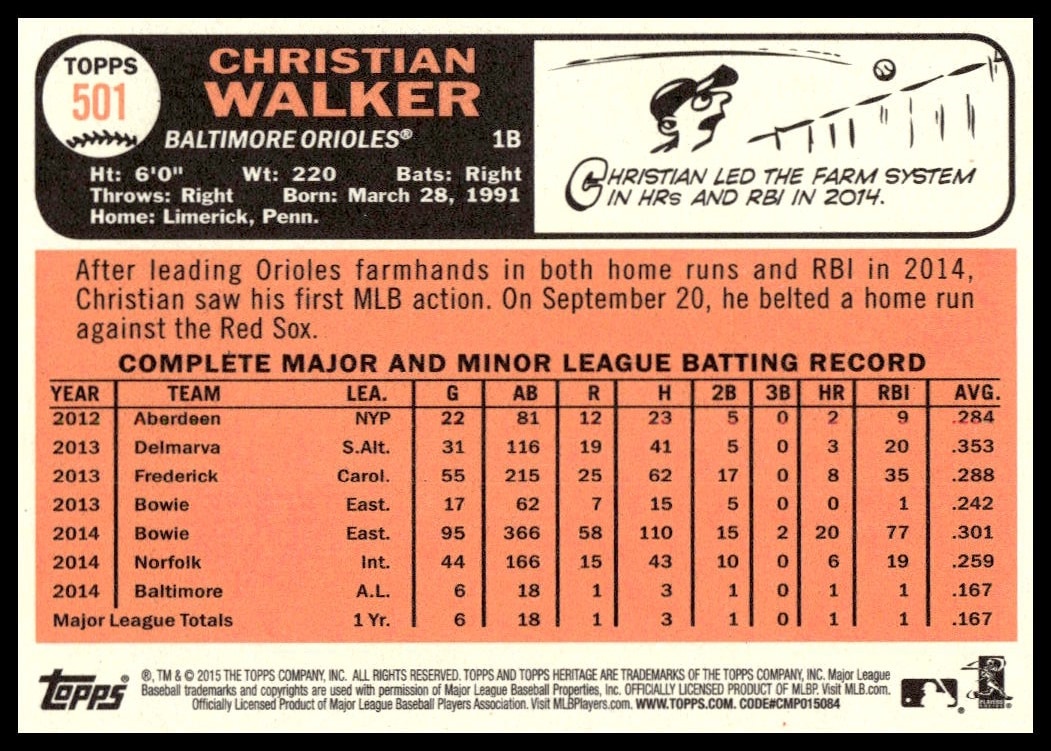 TOPPS
501
CHRISTIAN
WALKER
BALTIMORE ORIOLES® 1B
Ht: 6'0" Wt: 220 Bats: Right
Throws: Right Born: March 28, 1991
Home: Limerick, Penn.
CHRISTIAN LED THE FARM SYSTEM
IN HRs AND RBI IN 2014.
After leading Orioles farmhands in both home runs and RBI in 2014,
Christian saw his first MLB action. On September 20, he belted a home run
against the Red Sox.
COMPLETE MAJOR AND MINOR LEAGUE BATTING RECORD
YEAR TEAM LEA. G AB R H 2B 3B HR RBI AVG.
2012 Aberdeen NYP 22 81 12 23 5 0 2 9 .284
2013 Delmarva S.Alt. 31 116 19 41 5 0 3 20 .353
2013 Frederick Carol. 55 215 25 62 17 0 8 35 .288
2013 Bowie East. 17 62 7 15 5 0 0 1 .242
2014 Bowie East. 95 366 58 110 15 2 20 77 .301
2014 Norfolk Int. 44 166 15 43 10 0 6 19 .259
2014 Baltimore A.L. 6 18 1 3 1 0 1 1 .167
Major League Totals 1 Yr. 6 18 1 3 1 0 1 1 .167
topps®
®, TM & © 2015 THE TOPPS COMPANY, INC. ALL RIGHTS RESERVED. TOPPS AND TOPPS HERITAGE ARE TRADEMARKS OF THE TOPPS COMPANY, INC. Major League
Baseball trademarks and copyrights are used with permission of Major League Baseball Properties, Inc. OFFICIALLY LICENSED PRODUCT OF MLBP. Visit MLB.com.
Officially Licensed Product of Major League Baseball Players Association. Visit MLBPlayers.com. WWW.TOPPS.COM. CODE#CMP015084